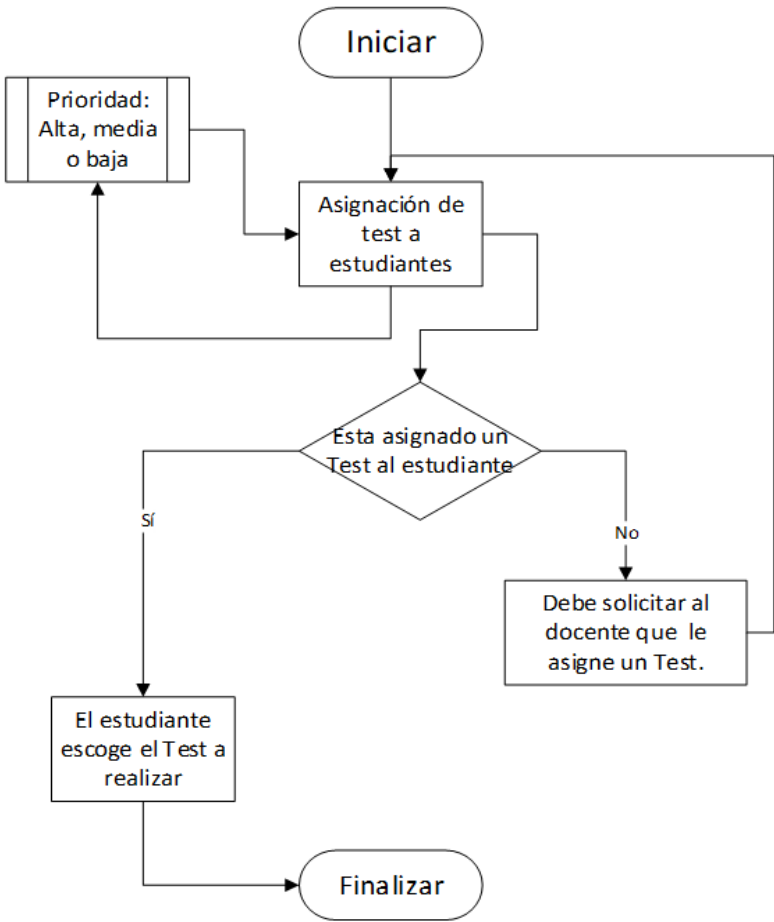 Iniciar
Prioridad:
Alta, media
o baja
Asignación de
test a
estudiantes
Esta asignado un
Test al estudiante
Sí
No
Debe solicitar al
docente que le
asigne un Test.
El estudiante
escoge el Test a
realizar
Finalizar